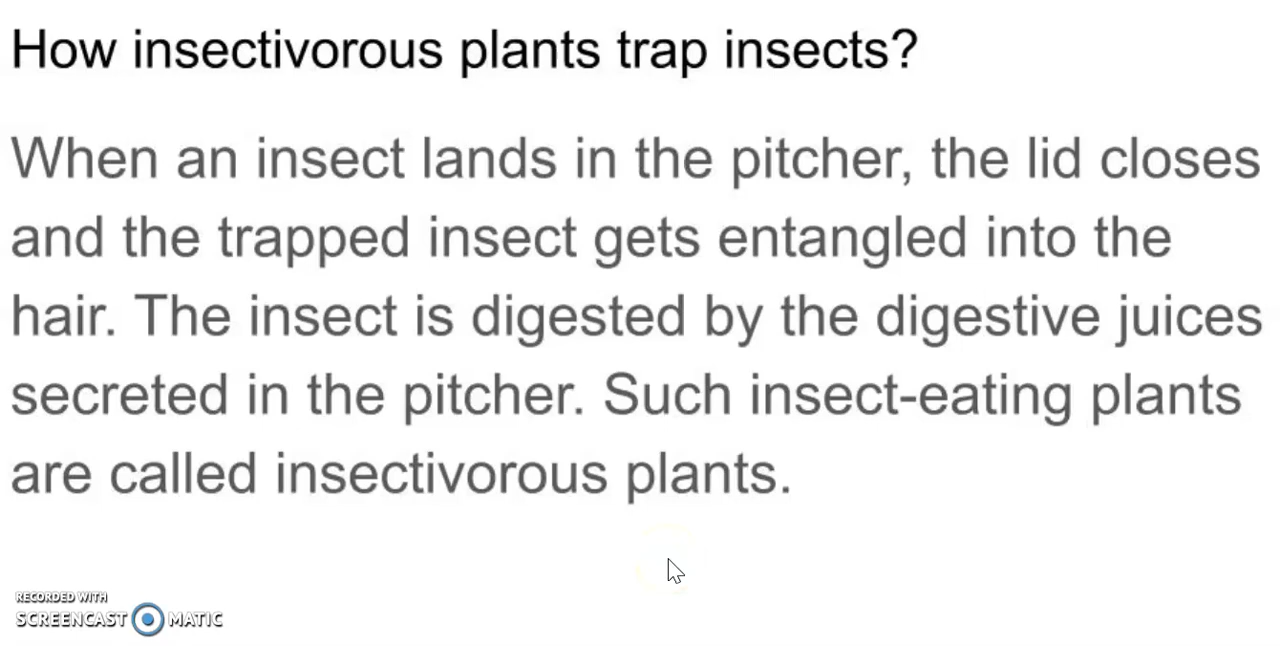 How insectivorous plants trap insects?
When an insect lands in the pitcher, the lid closes
and the trapped insect gets entangled into the
hair. The insect is digested by the digestive juices
secreted in the pitcher. Such insect-eating plants
are called insectivorous plants.
RECORDED WITH
SCREENCAST MATIC